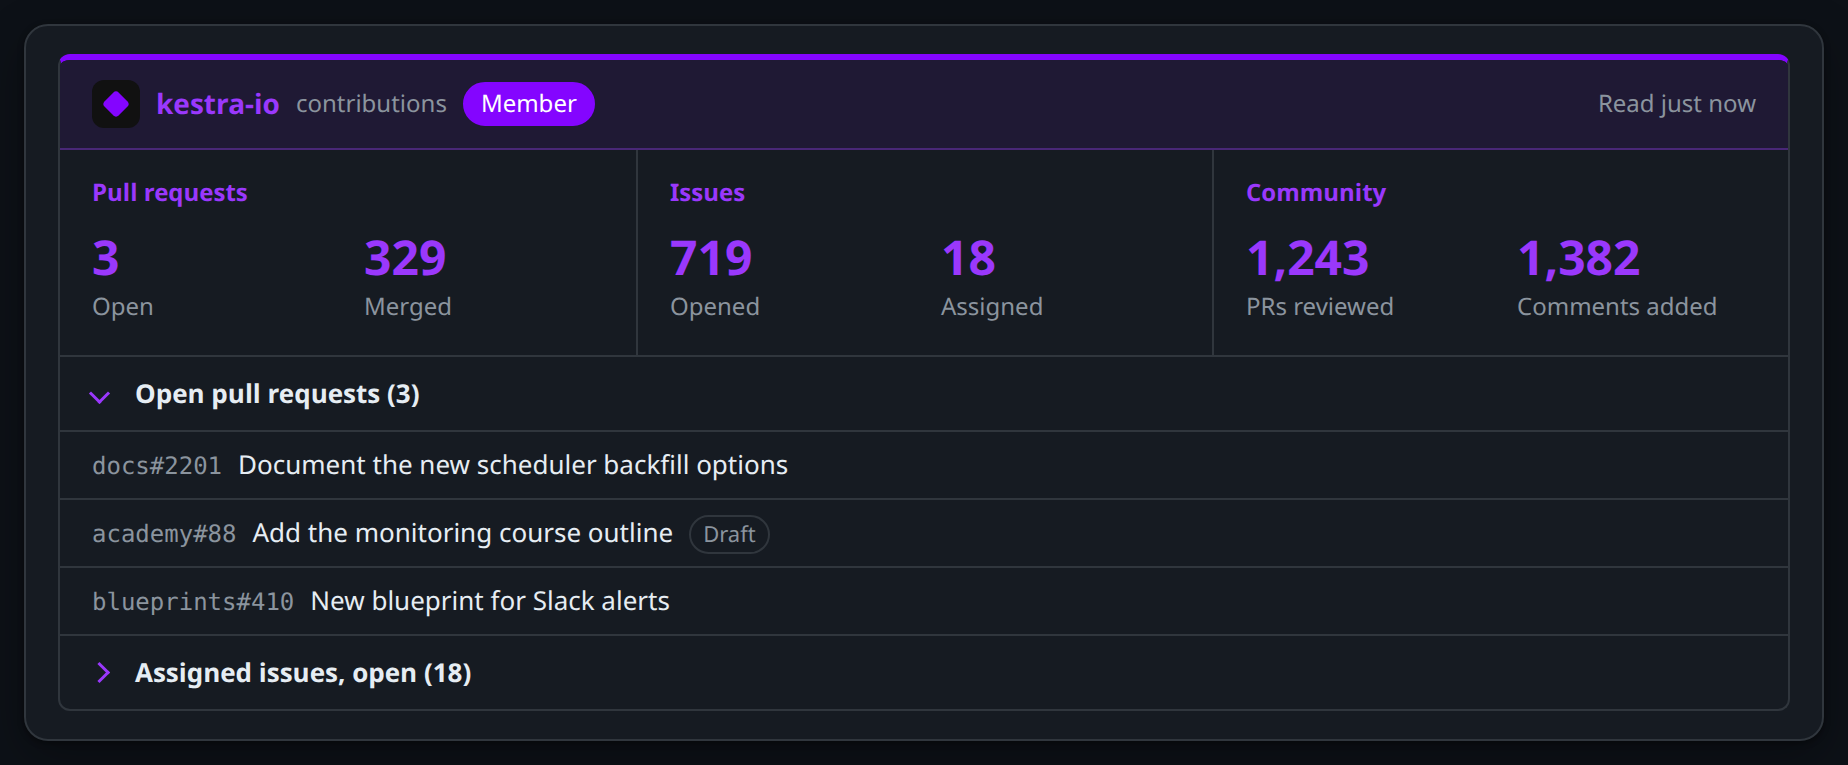 kestra-io contributions Member Read just now
Pull requests Issues Community
3 329 719 18 1,243 1,382
Open Merged Opened Assigned PRs reviewed Comments added
Open pull requests (3)
docs#2201 Document the new scheduler backfill options
academy#88 Add the monitoring course outline Draft
blueprints#410 New blueprint for Slack alerts
Assigned issues, open (18)